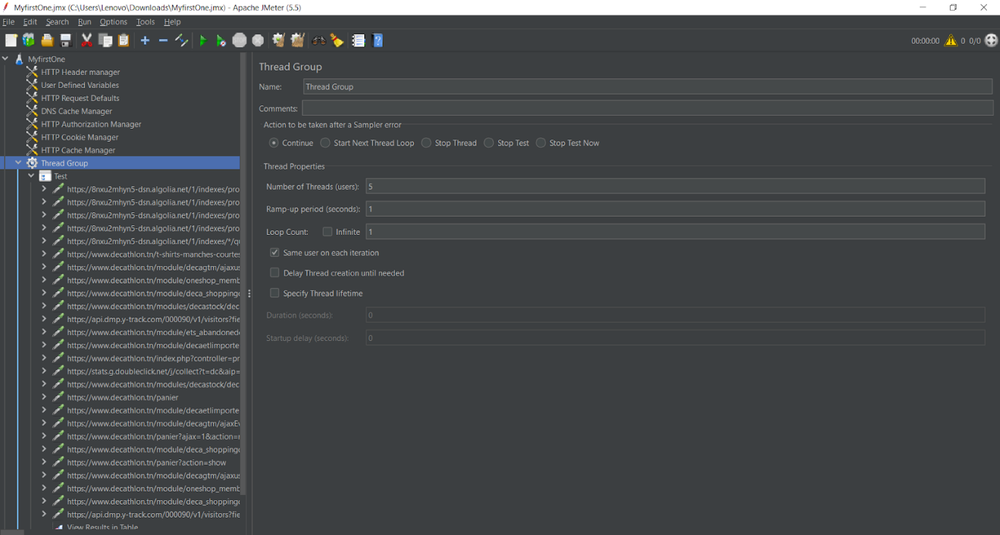 MyfirstOne.jmx (C:\Users\Lenovo\Downloads\MyfirstOne.jmx) - Apache JMeter (5.5)
File Edit Search Run Options Tools Help
00:00:00 0 0/0
MyfirstOne
HTTP Header manager
User Defined Variables
HTTP Request Defaults
DNS Cache Manager
HTTP Authorization Manager
HTTP Cookie Manager
HTTP Cache Manager
Thread Group
Test
https://8nxu2mhyn5-dsn.algolia.net/1/indexes/pro
https://8nxu2mhyn5-dsn.algolia.net/1/indexes/pro
https://8nxu2mhyn5-dsn.algolia.net/1/indexes/pro
https://8nxu2mhyn5-dsn.algolia.net/1/indexes/pro
https://8nxu2mhyn5-dsn.algolia.net/1/indexes/*/qu
https://www.decathlon.tn/t-shirts-manches-courtes
https://www.decathlon.tn/module/decagtm/ajaxus
https://www.decathlon.tn/module/oneshop_memb
https://www.decathlon.tn/module/deca_shoppingc
https://www.decathlon.tn/modules/decastock/dec
https://api.dmp.y-track.com/000090/v1/visitors?fie
https://www.decathlon.tn/module/ets_abandonedc
https://www.decathlon.tn/module/decaetlimporte
https://www.decathlon.tn/index.php?controller=pr
https://stats.g.doubleclick.net/j/collect?t=dc&aip=
https://www.decathlon.tn/modules/decastock/dec
https://www.decathlon.tn/panier
https://www.decathlon.tn/module/decaetlimporte
https://www.decathlon.tn/module/decagtm/ajaxEv
https://www.decathlon.tn/panier?ajax=1&action=r
https://www.decathlon.tn/module/deca_shoppingc
https://www.decathlon.tn/panier?action=show
https://www.decathlon.tn/module/decagtm/ajaxus
https://www.decathlon.tn/module/oneshop_memb
https://www.decathlon.tn/module/deca_shoppingc
https://api.dmp.y-track.com/000090/v1/visitors?fie
View Results in Table
Thread Group
Name: Thread Group
Comments:
Action to be taken after a Sampler error
Continue Start Next Thread Loop Stop Thread Stop Test Stop Test Now
Thread Properties
Number of Threads (users): 5
Ramp-up period (seconds): 1
Loop Count: Infinite 1
Same user on each iteration
Delay Thread creation until needed
Specify Thread lifetime
Duration (seconds): 0
Startup delay (seconds): 0